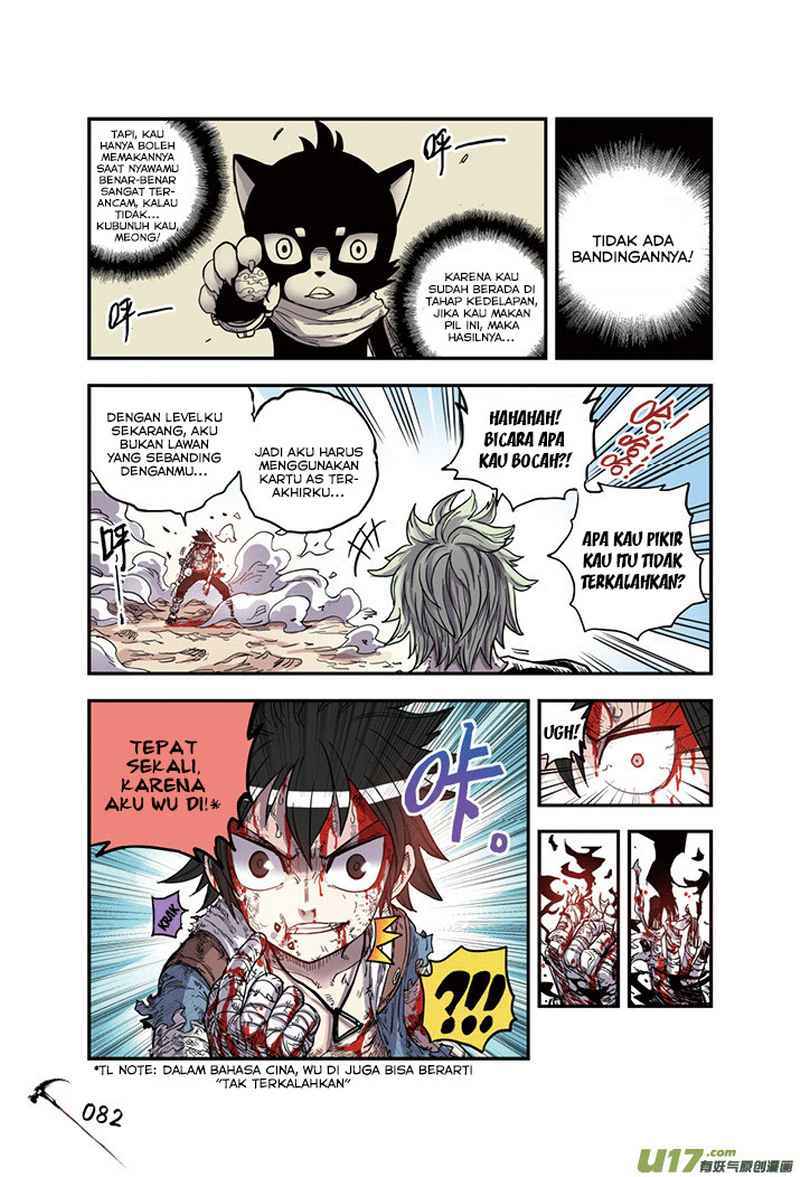 TAPI, KAU
HANYA BOLEH
MEMAKANNYA
SAAT NYAWAMU
BENAR-BENAR
SANGAT TER-
ANCAM, KALAU
TIDAK...
KUBUNUH KAU,
MEONG!
呼—
呼—
KARENA KAU
SUDAH BERADA DI
TAHAP KEDELAPAN,
JIKA KAU MAKAN
PIL INI, MAKA
HASILNYA...
TIDAK ADA
BANDINGANNYA!
DENGAN LEVELKU
SEKARANG, AKU
BUKAN LAWAN
YANG SEBANDING
DENGANMU...
JADI AKU HARUS
MENGGUNAKAN
KARTU AS TER-
AKHIRKU...
呼—
HAHAHAH!
BICARA APA
KAU BOCAH?!
APA KAU PIKIR
KAU ITU TIDAK
TERKALAHKAN?
TEPAT
SEKALI,
KARENA
AKU WU DI!*
咔。
KRAK
?!!!
UGH!
*TL NOTE: DALAM BAHASA CINA, WU DI JUGA BISA BERARTI
"TAK TERKALAHKAN"
082
U17.com
有妖气原创漫画